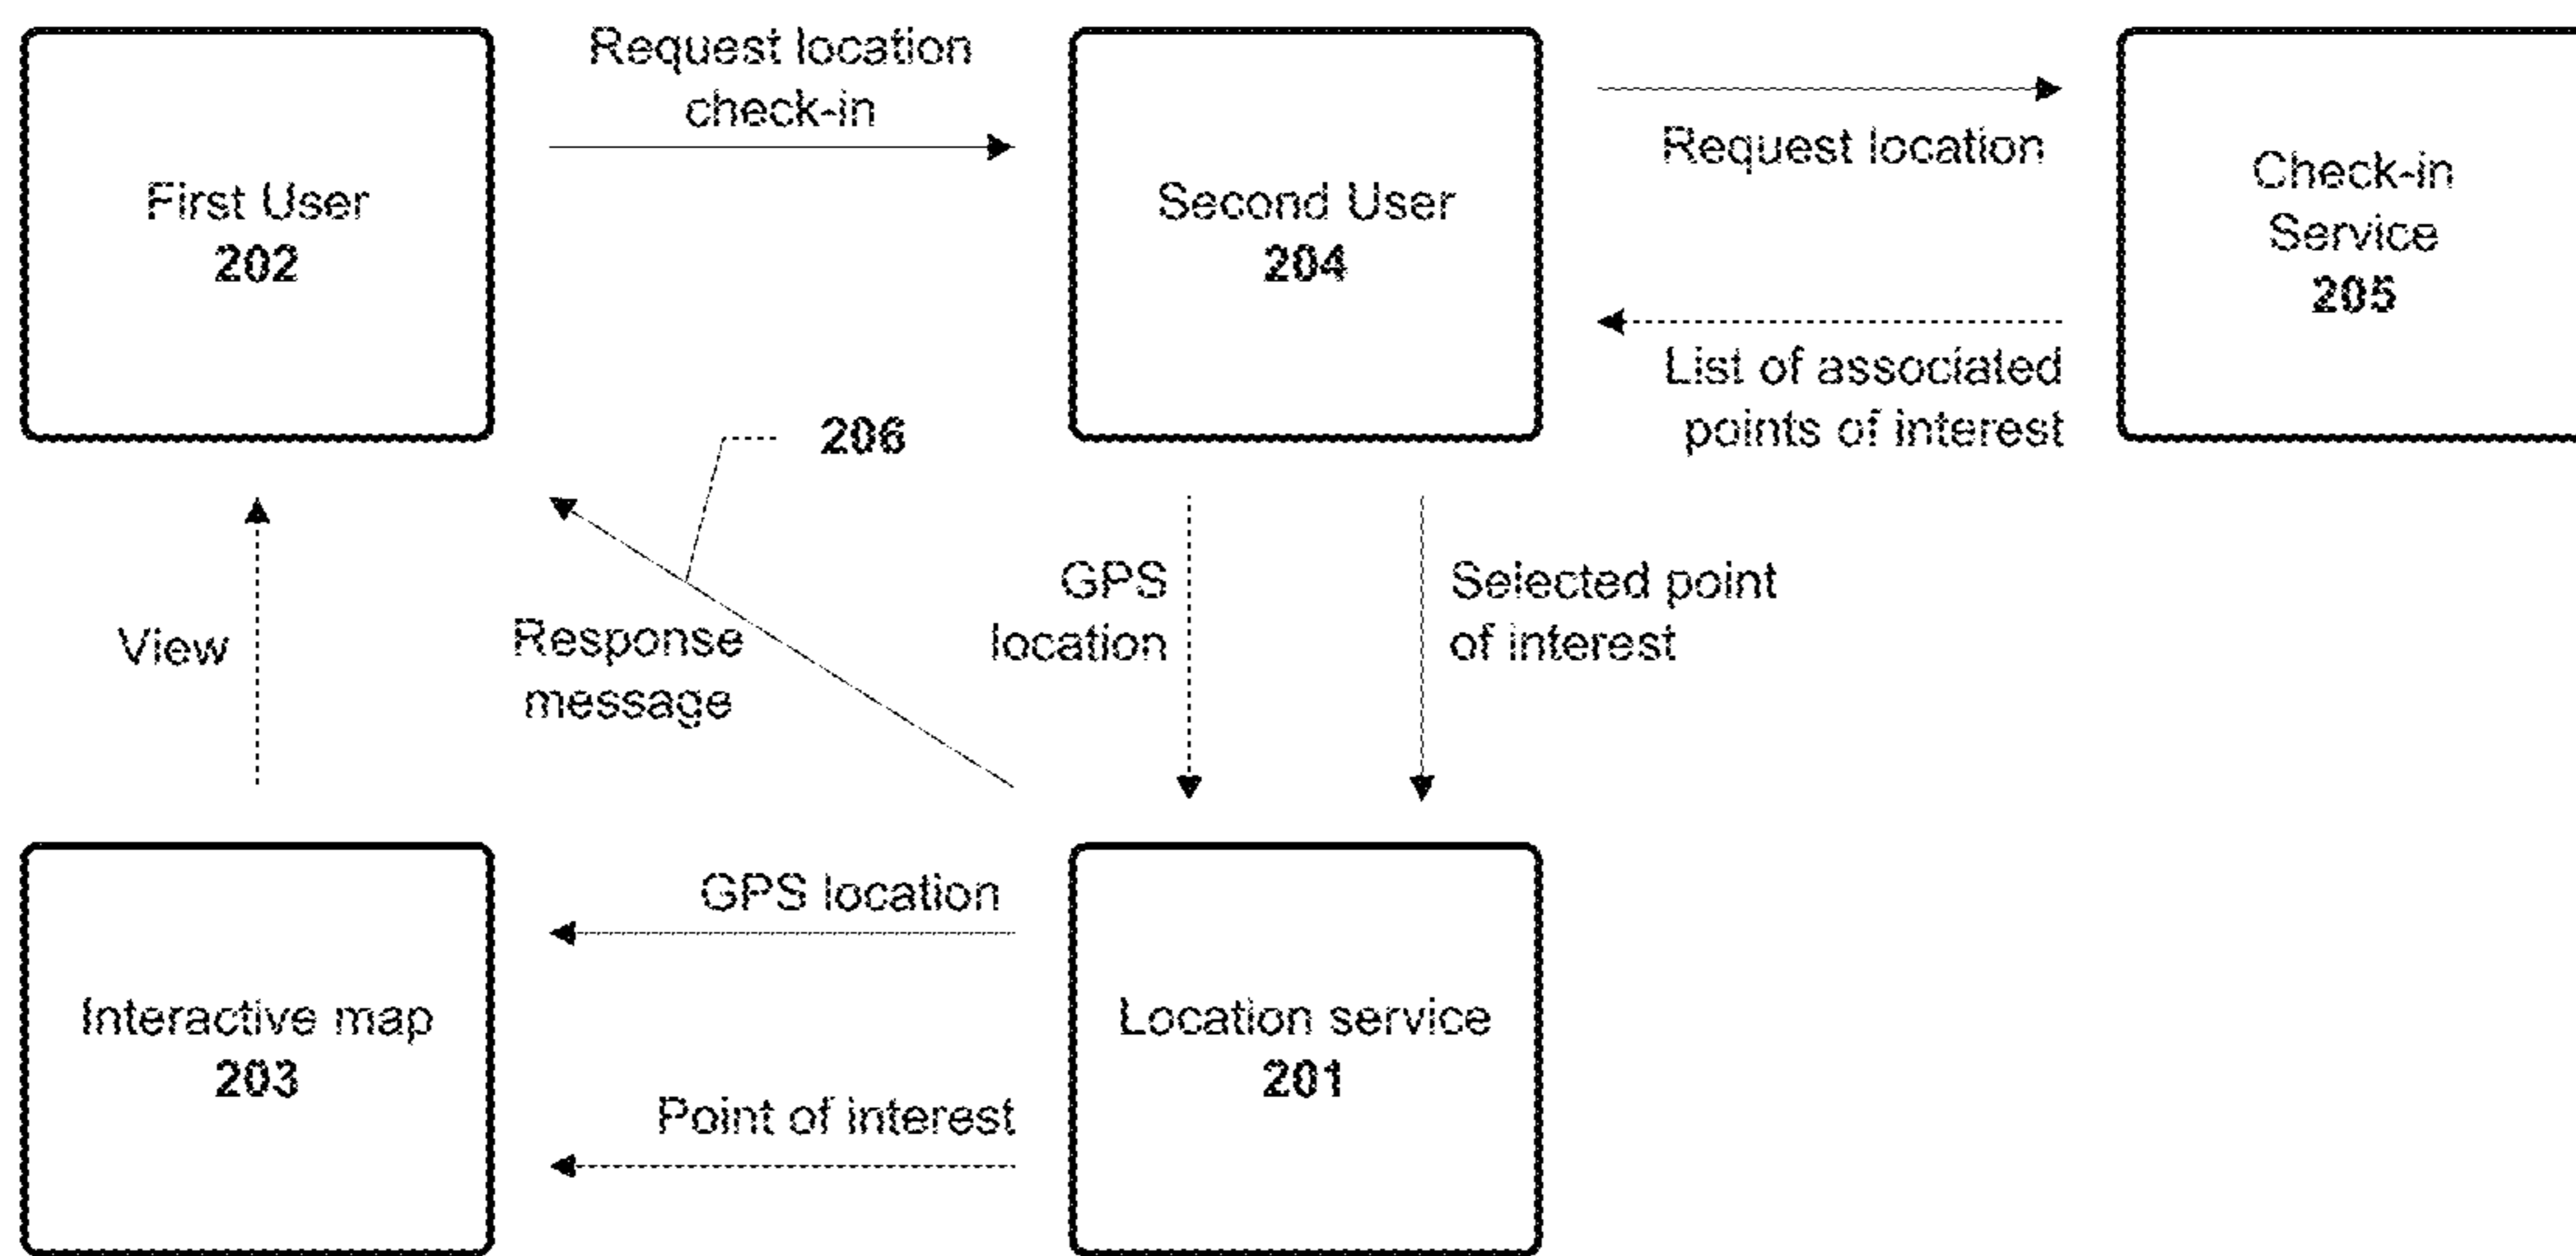 First User
202
Request location
check-in
Second User
204
Request location
List of associated
points of interest
Check-in
Service
205
206
View
Response
message
GPS
location
Selected point
of interest
Interactive map
203
GPS location
Point of interest
Location service
201